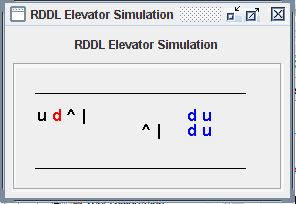 RDDL Elevator Simulation
RDDL Elevator Simulation
u d ^ | d u
^ | d u